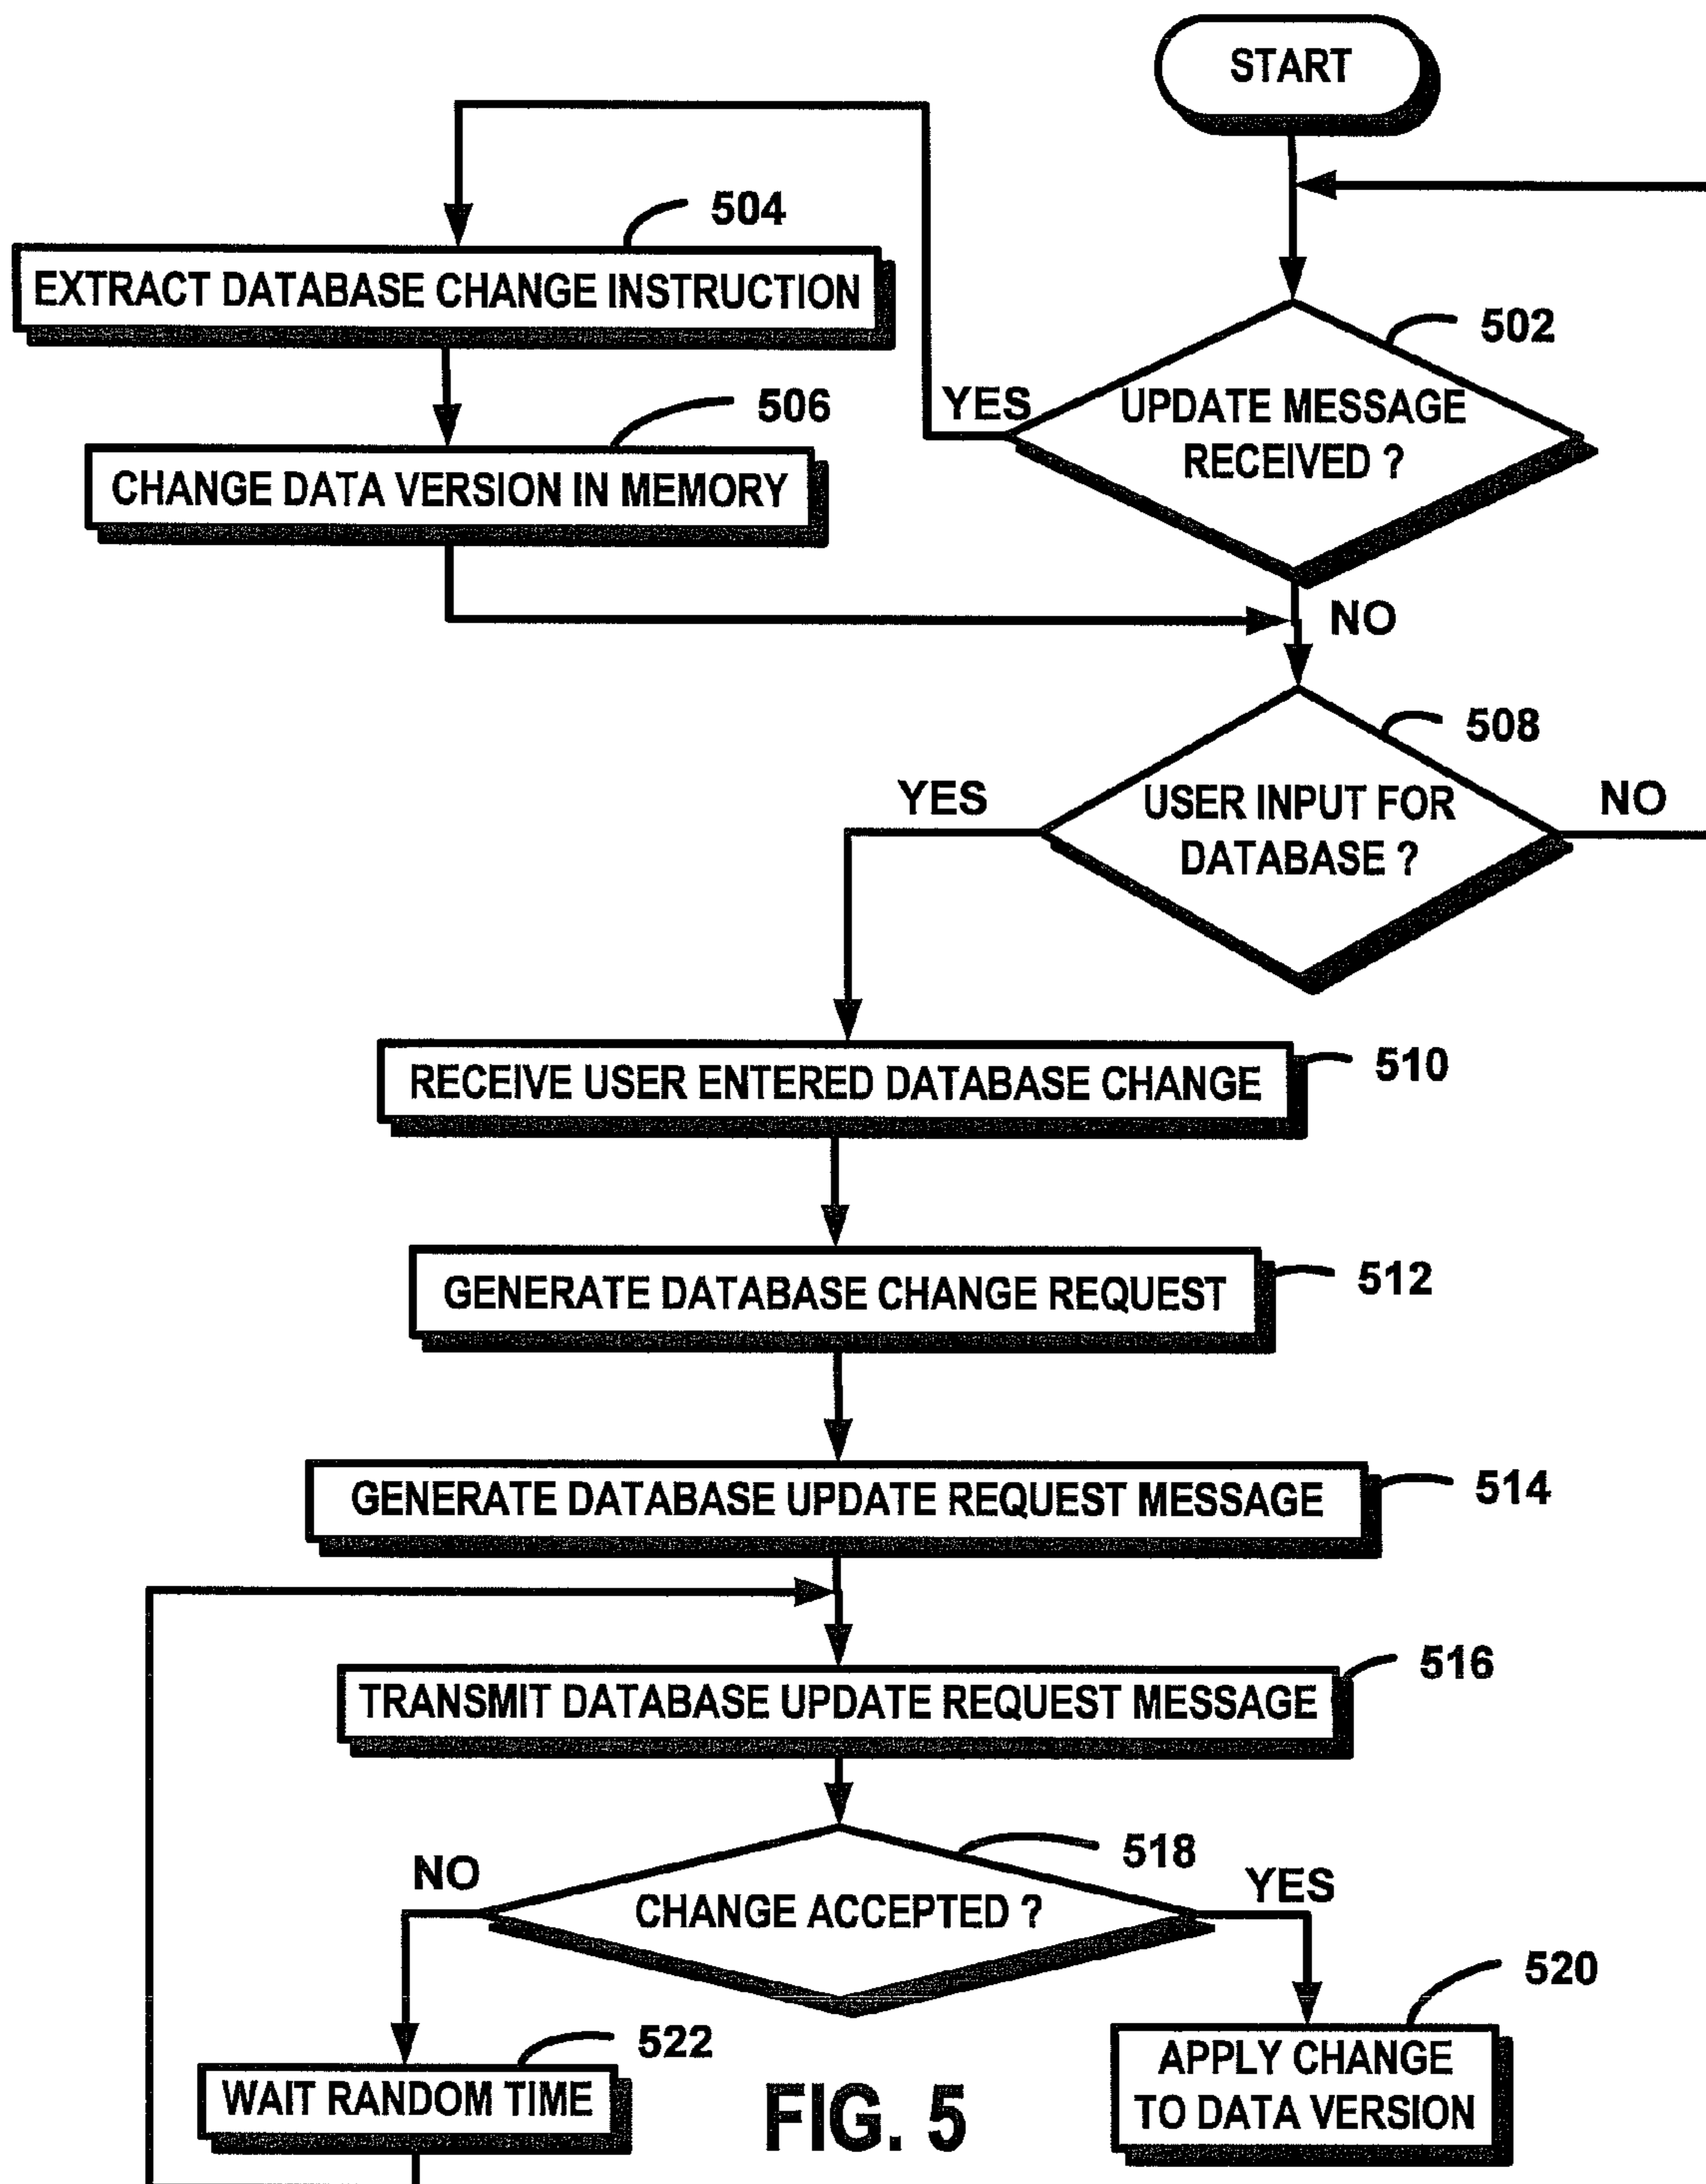 START
504
EXTRACT DATABASE CHANGE INSTRUCTION
502
YES
UPDATE MESSAGE
RECEIVED ?
506
CHANGE DATA VERSION IN MEMORY
NO
508
YES
USER INPUT FOR
DATABASE ?
NO
RECEIVE USER ENTERED DATABASE CHANGE
510
GENERATE DATABASE CHANGE REQUEST
512
GENERATE DATABASE UPDATE REQUEST MESSAGE
514
516
TRANSMIT DATABASE UPDATE REQUEST MESSAGE
518
NO
YES
CHANGE ACCEPTED ?
520
522
WAIT RANDOM TIME
APPLY CHANGE
TO DATA VERSION
FIG. 5